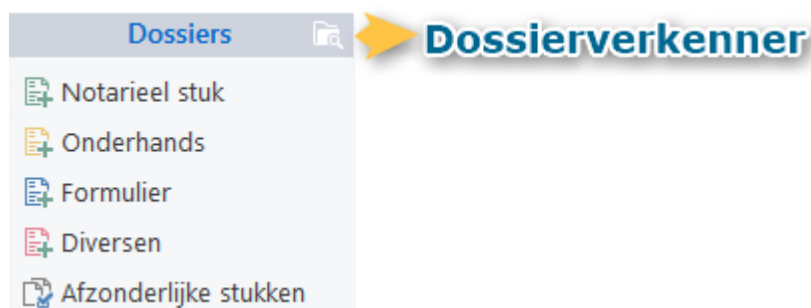 Dossiers
Dossierverkenner
Notarieel stuk
Onderhands
Formulier
Diversen
Afzonderlijke stukken